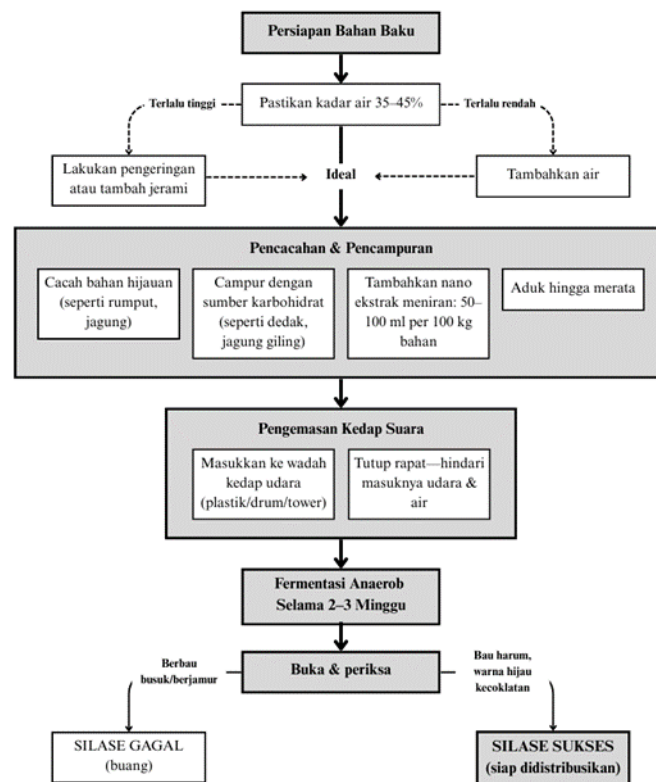 Persiapan Bahan Baku
Terlalu tinggi
Pastikan kadar air 35–45%
Terlalu rendah
Lakukan pengeringan
atau tambah jerami
Ideal
Tambahkan air
Pencacahan & Pencampuran
Cacah bahan hijauan
(seperti rumput,
jagung)
Campur dengan
sumber karbohidrat
(seperti dedak,
jagung giling)
Tambahkan nano
ekstrak meniran: 50–
100 ml per 100 kg
bahan
Aduk hingga merata
Pengemasan Kedap Suara
Masukkan ke wadah
kedap udara
(plastik/drum/tower)
Tutup rapat—hindari
masuknya udara &
air
Fermentasi Anaerob
Selama 2–3 Minggu
Berbau
busuk/berjamur
Buka & periksa
Bau harum,
warna hijau
kecoklatan
SILASE GAGAL
(buang)
SILASE SUKSES
(siap didistribusikan)